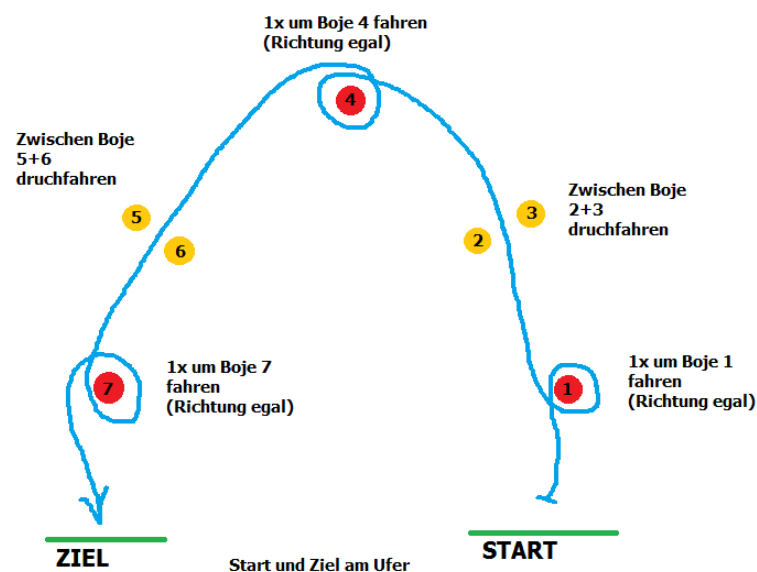 1x um Boje 4 fahren
(Richtung egal)
4
Zwischen Boje
5+6
druchfahren
5
6
3
2
Zwischen Boje
2+3
druchfahren
1x um Boje 7
fahren
(Richtung egal)
7
1
1x um Boje 1
fahren
(Richtung egal)
ZIEL
Start und Ziel am Ufer
START